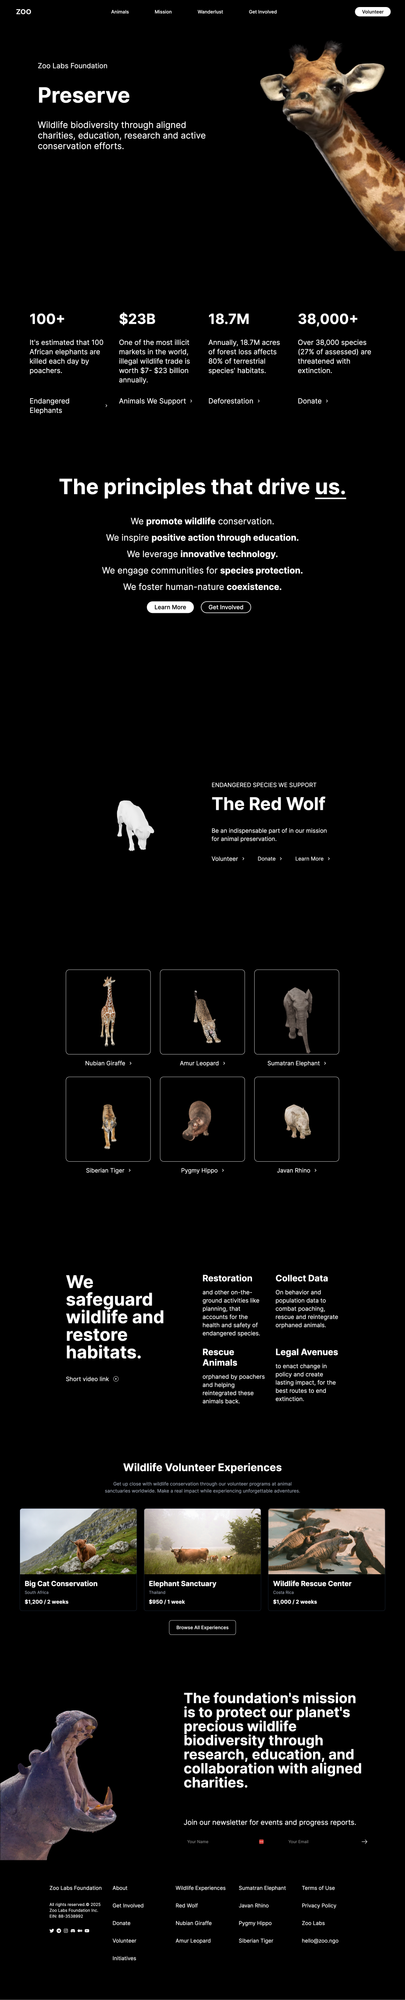 ZOO
Animals
Mission
Wanderlust
Get Involved
Volunteer
Zoo Labs Foundation
Preserve
Wildlife biodiversity through aligned
charities, education, research and active
conservation efforts.
100+
It's estimated that 100
African elephants are
killed each day by
poachers.
Endangered
Elephants
$23B
One of the most illicit
markets in the world,
illegal wildlife trade is
worth $7- $23 billion
annually.
Animals We Support
18.7M
Annually, 18.7M acres
of forest loss affects
80% of terrestrial
species' habitats.
Deforestation
38,000+
Over 38,000 species
(27% of assessed) are
threatened with
extinction.
Donate
The principles that drive us.
We promote wildlife conservation.
We inspire positive action through education.
We leverage innovative technology.
We engage communities for species protection.
We foster human-nature coexistence.
Learn More
Get Involved
ENDANGERED SPECIES WE SUPPORT
The Red Wolf
Be an indispensable part of in our mission
for animal preservation.
Volunteer
Donate
Learn More
Nubian Giraffe
Amur Leopard
Sumatran Elephant
Siberian Tiger
Pygmy Hippo
Javan Rhino
We
safeguard
wildlife and
restore
habitats.
Short video link
Restoration
and other on-the-
ground activities like
planning, that
accounts for the
health and safety of
endangered species.
Collect Data
On behavior and
population data to
combat poaching,
rescue and reintegrate
orphaned animals.
Rescue
Animals
orphaned by poachers
and helping
reintegrated these
animals back.
Legal Avenues
to enact change in
policy and create
lasting impact, for the
best routes to end
extinction.
Wildlife Volunteer Experiences
Get up close with wildlife conservation through our volunteer programs at animal
sanctuaries worldwide. Make a real impact while experiencing unforgettable adventures.
Big Cat Conservation
South Africa
$1,200 / 2 weeks
Elephant Sanctuary
Thailand
$950 / 1 week
Wildlife Rescue Center
Costa Rica
$1,000 / 2 weeks
Browse All Experiences
The foundation's mission
is to protect our planet's
precious wildlife
biodiversity through
research, education, and
collaboration with aligned
charities.
Join our newsletter for events and progress reports.
Your Name
Your Email
Zoo Labs Foundation
All rights reserved.© 2025
Zoo Labs Foundation Inc.
EIN: 88-3538992
About
Get Involved
Donate
Volunteer
Initiatives
Wildlife Experiences
Red Wolf
Nubian Giraffe
Amur Leopard
Sumatran Elephant
Javan Rhino
Pygmy Hippo
Siberian Tiger
Terms of Use
Privacy Policy
Zoo Labs
hello@zoo.ngo